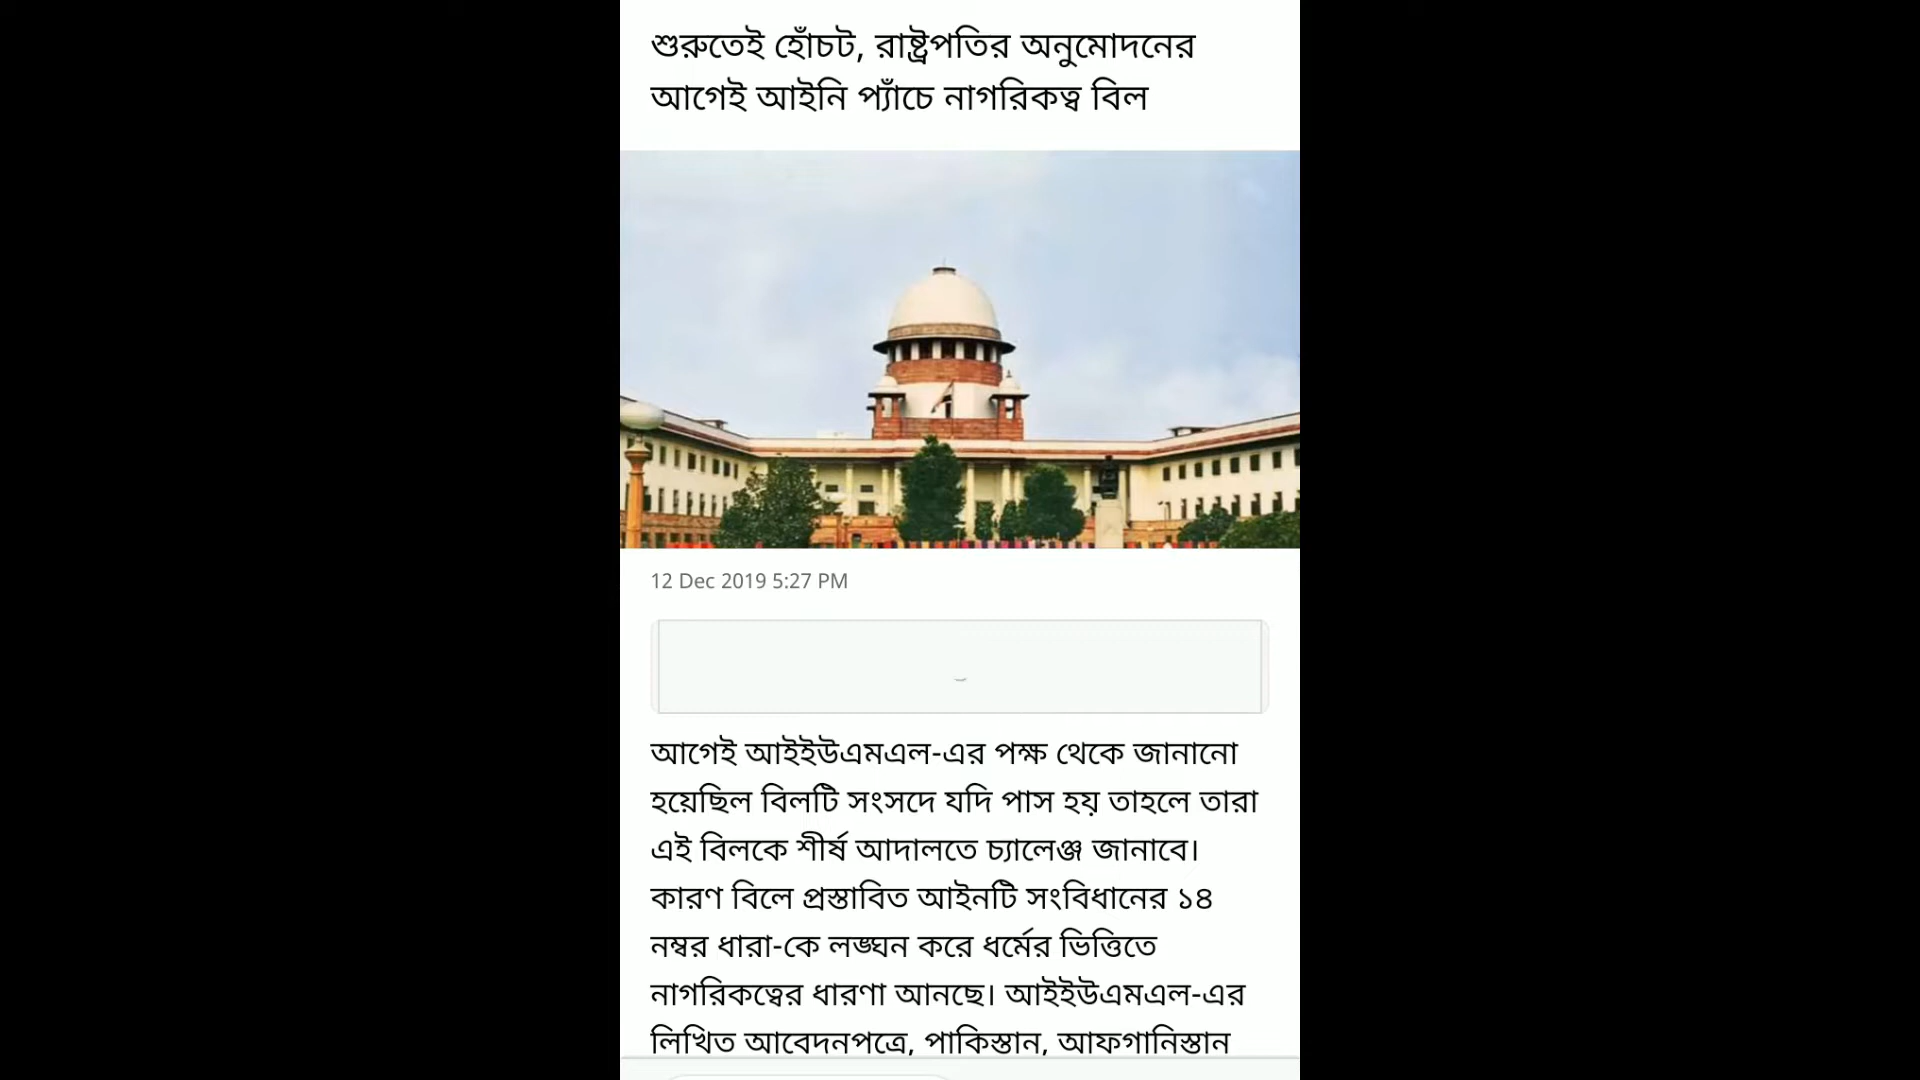 শুরুতেই হোঁচট, রাষ্ট্রপতির অনুমোদনের
আগেই আইনি প্যাঁচে নাগরিকত্ব বিল
12 Dec 2019 5:27 PM
আগেই আইইউএমএল-এর পক্ষ থেকে জানানো
হয়েছিল বিলটি সংসদে যদি পাস হয় তাহলে তারা
এই বিলকে শীর্ষ আদালতে চ্যালেঞ্জ জানাবে।
কারণ বিলে প্রস্তাবিত আইনটি সংবিধানের ১৪
নম্বর ধারা-কে লঙ্ঘন করে ধর্মের ভিত্তিতে
নাগরিকত্বের ধারণা আনছে। আইইউএমএল-এর
লিখিত আবেদনপত্রে, পাকিস্তান, আফগানিস্তান